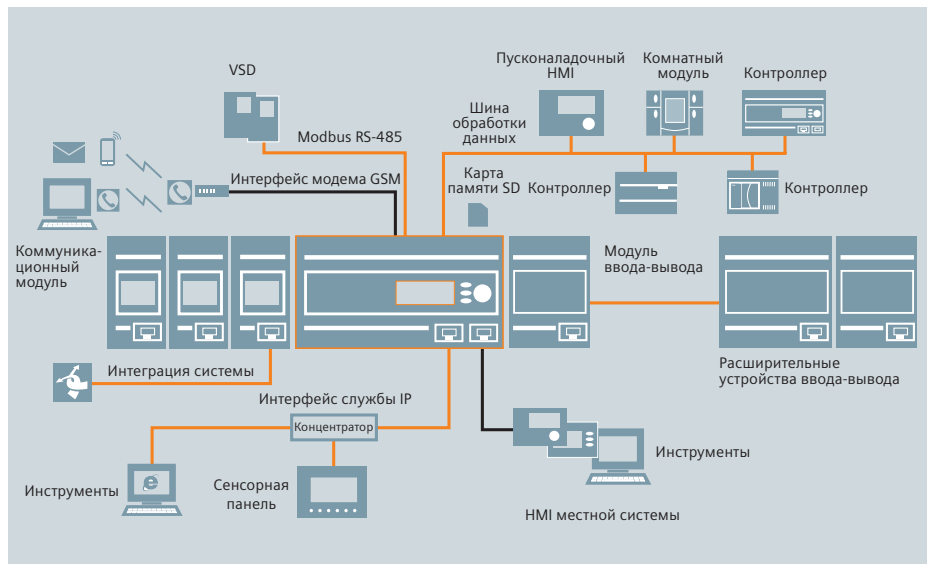 VSD
Пусконаладочный
HMI
Комнатный
модуль
Контроллер
Шина
обработки
данных
Modbus RS-485
Интерфейс модема GSM
Карта
памяти SD
Контроллер
Контроллер
Коммуника-
ционный
модуль
Модуль
ввода-вывода
Интеграция системы
Расширительные
устройства ввода-вывода
Интерфейс службы IP
Концентратор
Инструменты
Сенсорная
панель
Инструменты
HMI местной системы